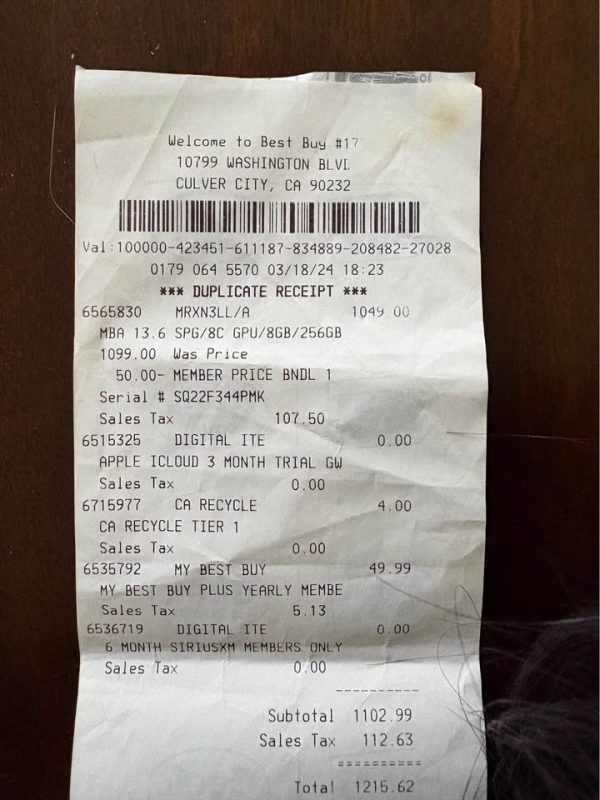 Welcome to Best Buy #17
10799 WASHINGTON BLVD
CULVER CITY, CA 90232
Val:100000-423451-611187-834889-208482-27028
0179 064 5570 03/18/24 18:23
*** DUPLICATE RECEIPT ***
6565830 MRXN3LL/A 1049.00
MBA 13.6 SPG/8C GPU/8GB/256GB
1099.00 Was Price
50.00- MEMBER PRICE BNDL 1
Serial # SQ22F344PMK
Sales Tax 107.50
6515325 DIGITAL ITE 0.00
APPLE ICLOUD 3 MONTH TRIAL GW
Sales Tax 0.00
6715977 CA RECYCLE 4.00
CA RECYCLE TIER 1
Sales Tax 0.00
6535792 MY BEST BUY 49.99
MY BEST BUY PLUS YEARLY MEMBE
Sales Tax 5.13
6536719 DIGITAL ITE 0.00
6 MONTH SIRIUSXM MEMBERS ONLY
Sales Tax 0.00
----------
Subtotal 1102.99
Sales Tax 112.63
==========
Total 1215.62